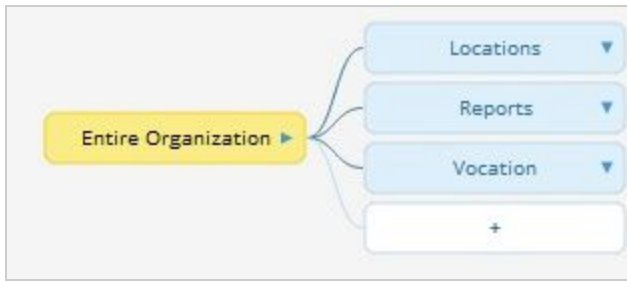 Locations
Reports
Entire Organization
Vocation
+